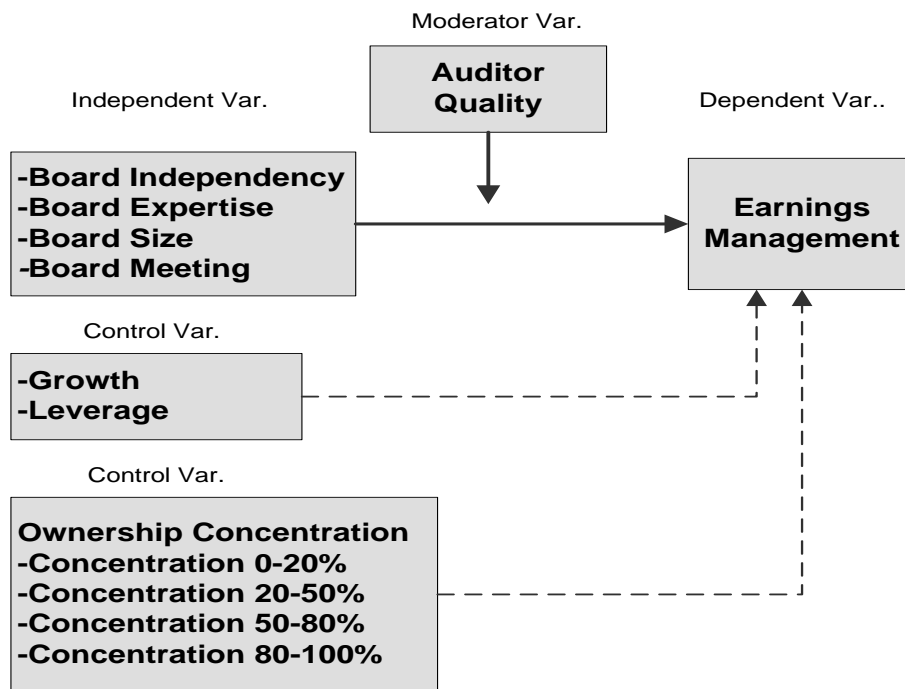 Moderator Var.
Auditor
Quality
Independent Var.
Dependent Var..
-Board Independency
-Board Expertise
-Board Size
-Board Meeting
Earnings
Management
Control Var.
-Growth
-Leverage
Control Var.
Ownership Concentration
-Concentration 0-20%
-Concentration 20-50%
-Concentration 50-80%
-Concentration 80-100%